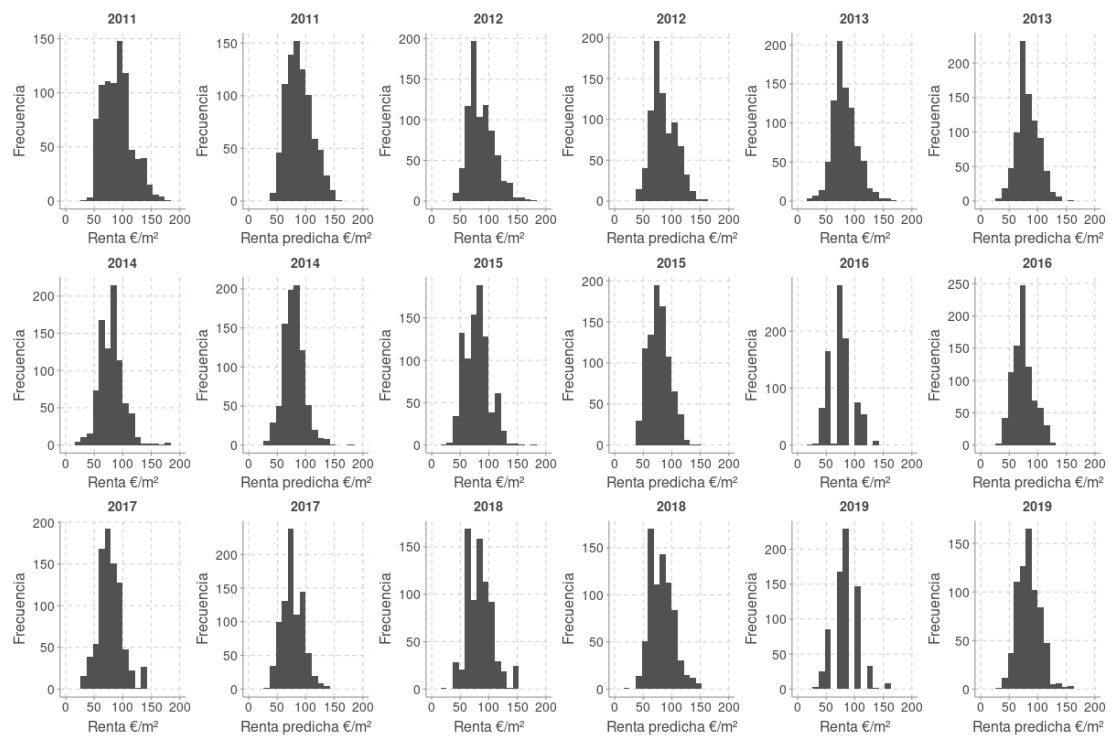 2011 2011 2012 2012 2013 2013
150 150 200 200 200 200
100 100 150 150 150 150
50 50 100 100 100 100
0 0 50 50 50 50
0 0 0 0
Frecuencia Frecuencia Frecuencia Frecuencia Frecuencia Frecuencia
0 50 100 150 200 0 50 100 150 200 0 50 100 150 200 0 50 100 150 200 0 50 100 150 200 0 50 100 150 200
Renta €/m² Renta predicha €/m² Renta €/m² Renta predicha €/m² Renta €/m² Renta predicha €/m²
2014 2014 2015 2015 2016 2016
200 200 150 200 200 250
150 150 100 150 100 200
100 100 50 100 0 150
50 50 0 50 100
0 0 0 50
0
Frecuencia Frecuencia Frecuencia Frecuencia Frecuencia Frecuencia
0 50 100 150 200 0 50 100 150 200 0 50 100 150 200 0 50 100 150 200 0 50 100 150 200 0 50 100 150 200
Renta €/m² Renta predicha €/m² Renta €/m² Renta predicha €/m² Renta €/m² Renta predicha €/m²
2017 2017 2018 2018 2019 2019
200 200 150 150 200 150
150 150 100 100 150 100
100 100 50 50 100 50
50 50 0 0 50 0
0 0 0
Frecuencia Frecuencia Frecuencia Frecuencia Frecuencia Frecuencia
0 50 100 150 200 0 50 100 150 200 0 50 100 150 200 0 50 100 150 200 0 50 100 150 200 0 50 100 150 200
Renta €/m² Renta predicha €/m² Renta €/m² Renta predicha €/m² Renta €/m² Renta predicha €/m²